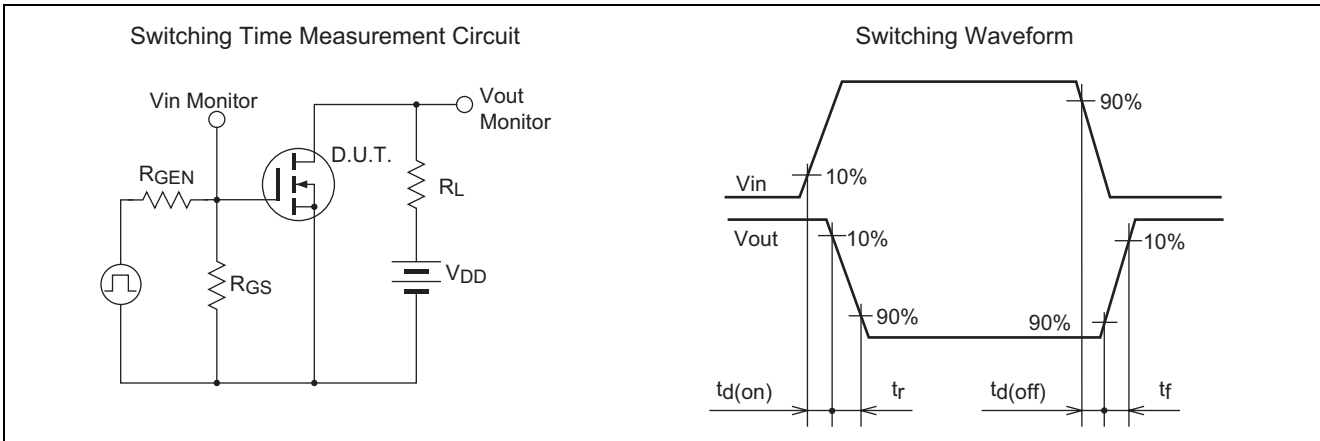 Switching Time Measurement Circuit
Vin Monitor
Vout
Monitor
D.U.T.
RGEN
RL
RGS
VDD
Switching Waveform
90%
Vin
10%
Vout
10%
10%
90%
90%
td(on)
tr
td(off)
tf